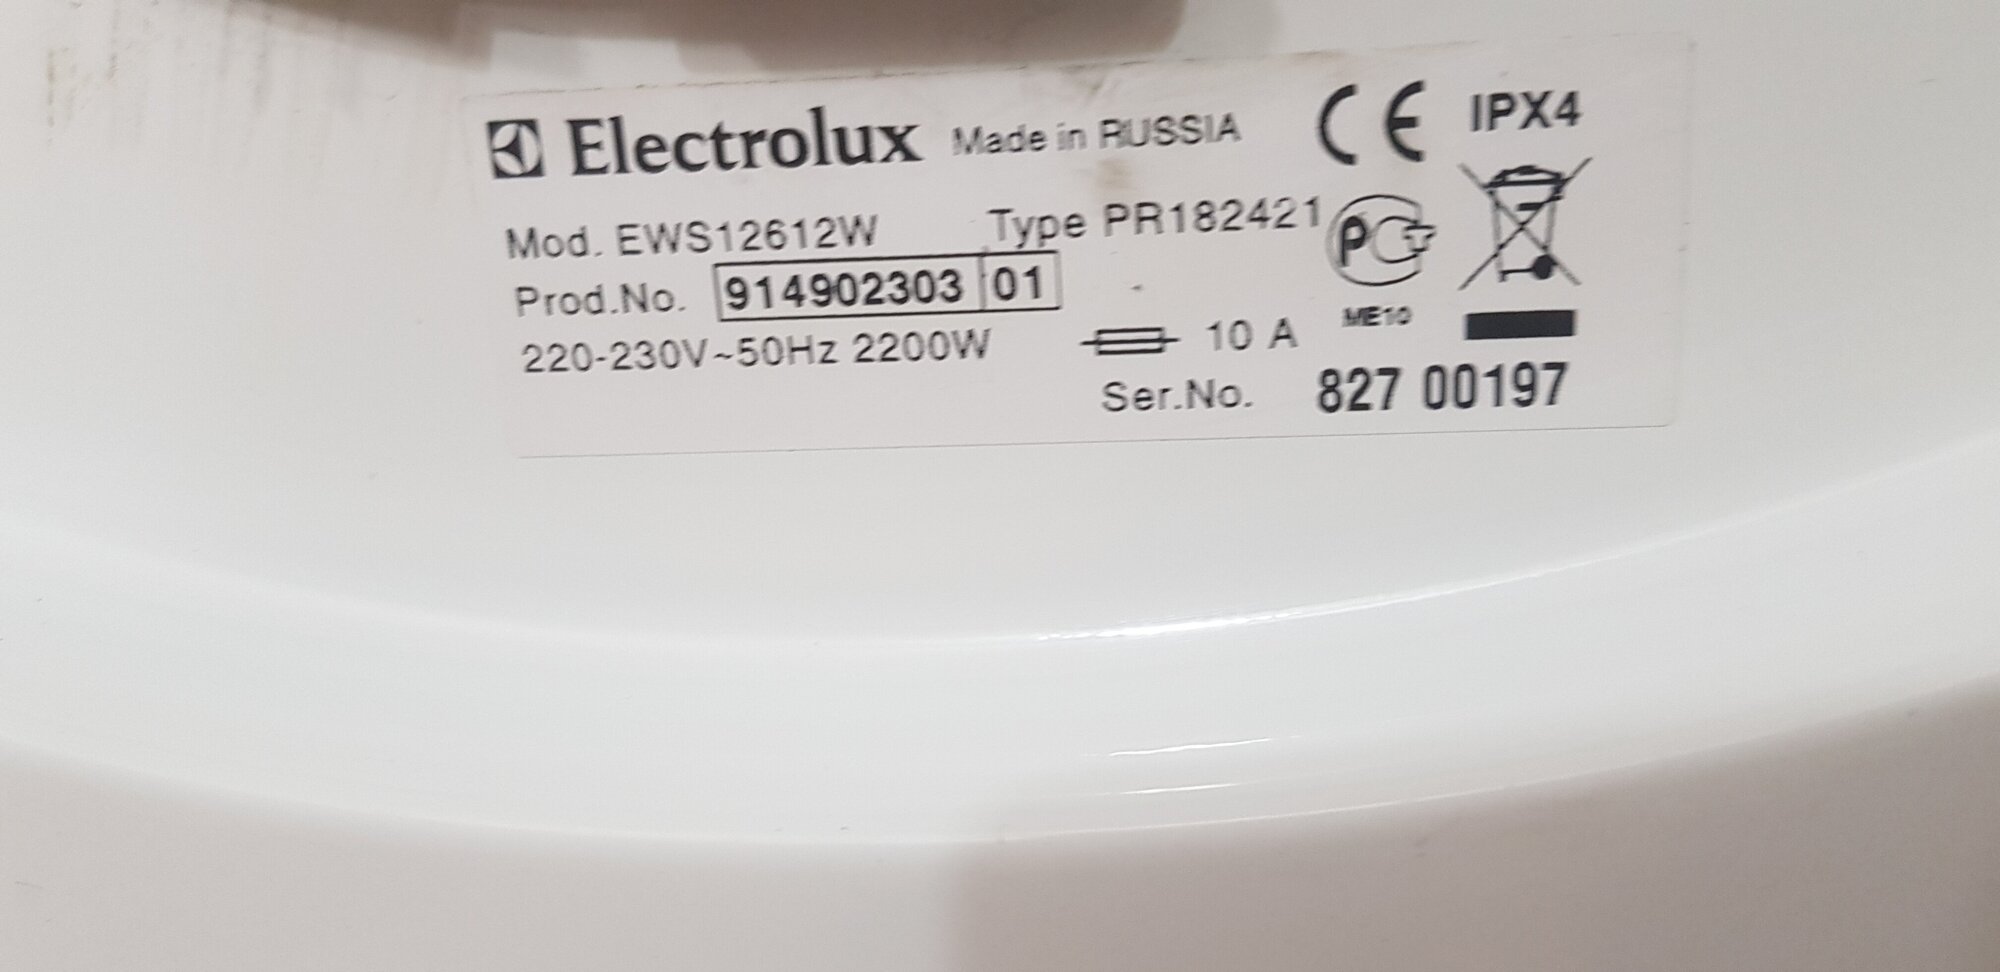 Electrolux Made in RUSSIA CE IPX4
Mod. EWS12612W Type PR182421
Prod.No. 914902303 01
220-230V~50Hz 2200W 10 A ME10
Ser.No. 827 00197